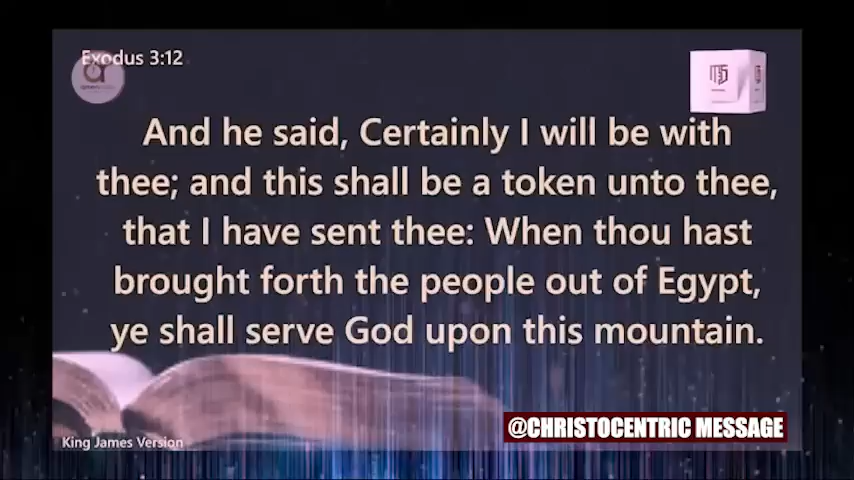 Exodus 3:12
And he said, Certainly I will be with
thee; and this shall be a token unto thee,
that I have sent thee: When thou hast
brought forth the people out of Egypt,
ye shall serve God upon this mountain.
@CHRISTOCENTRIC MESSAGE
King James Version